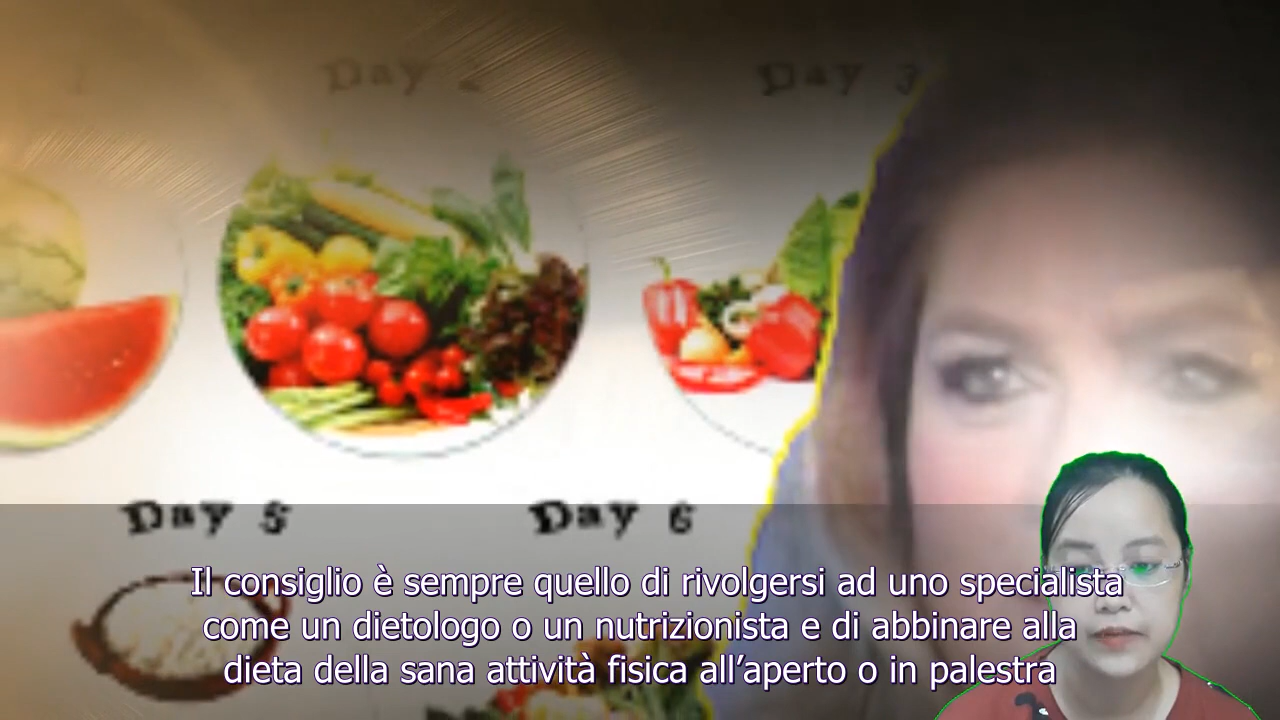 Day 2
Day 3
Day 5
Day 6
Il consiglio è sempre quello di rivolgersi ad uno specialista
come un dietologo o un nutrizionista e di abbinare alla
dieta della sana attività fisica all’aperto o in palestra